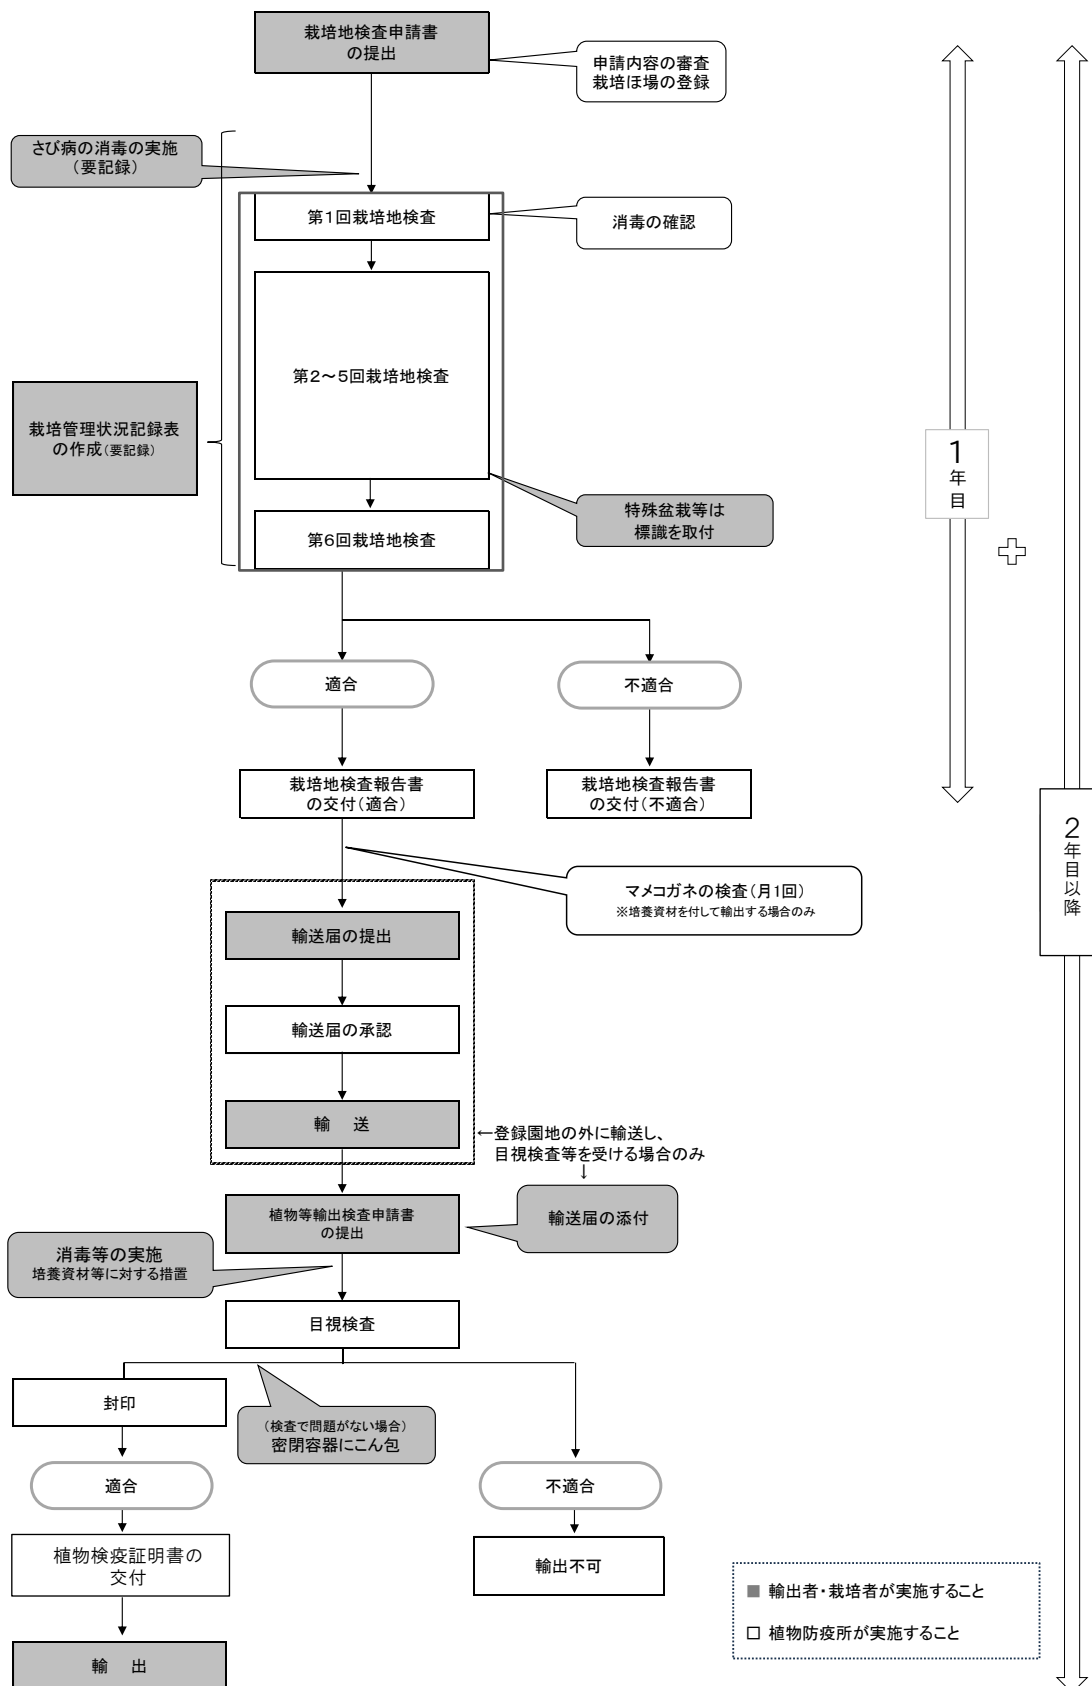 栽培地検査申請書
の提出
申請内容の審査
栽培ほ場の登録
さび病の消毒の実施
(要記録)
第1回栽培地検査
消毒の確認
第2～5回栽培地検査
栽培管理状況記録表
の作成(要記録)
特殊盆栽等は
標識を取付
第6回栽培地検査
1年目
適合
不適合
栽培地検査報告書
の交付(適合)
栽培地検査報告書
の交付(不適合)
2年目以降
マメコガネの検査(月1回)
※培養資材を付して輸出する場合のみ
輸送届の提出
輸送届の承認
輸 送
←登録園地の外に輸送し、
目視検査等を受ける場合のみ
↓
植物等輸出検査申請書
の提出
輸送届の添付
消毒等の実施
培養資材等に対する措置
目視検査
封印
(検査で問題がない場合)
密閉容器にこん包
適合
不適合
植物検疫証明書の
交付
輸出不可
輸 出
■ 輸出者・栽培者が実施すること
□ 植物防疫所が実施すること